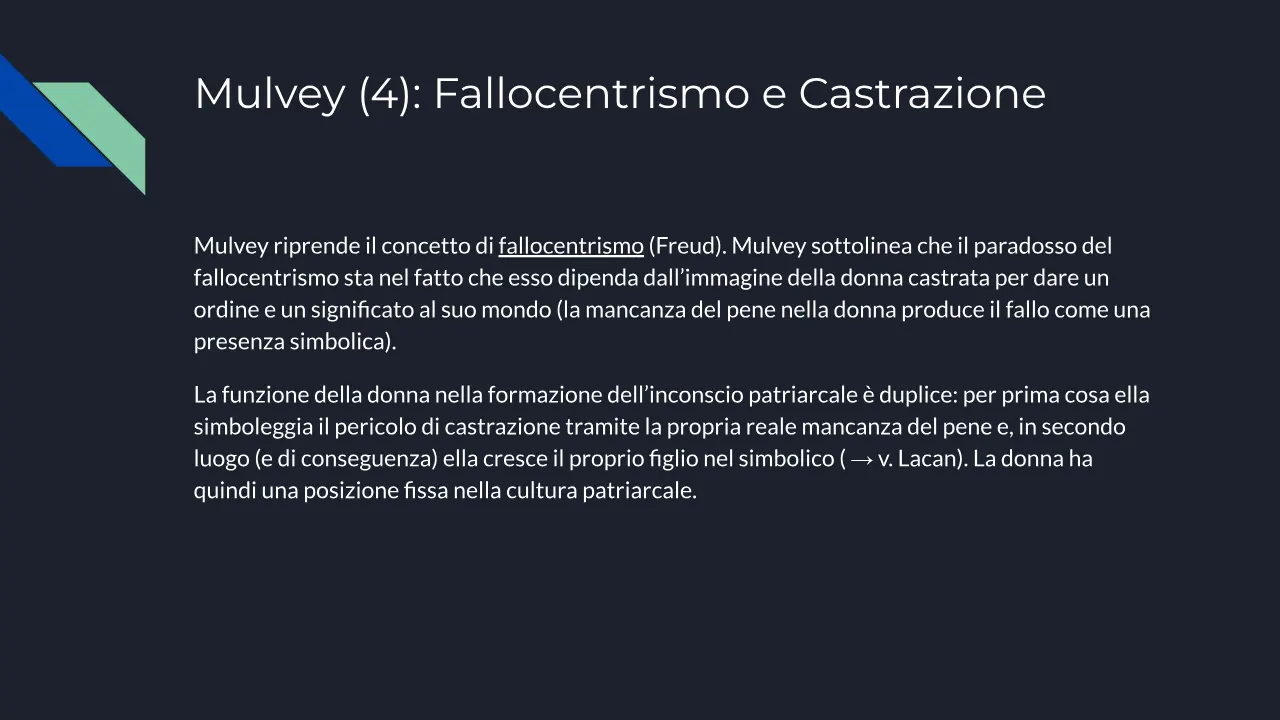 Mulvey (4): Fallocentrismo e Castrazione
Mulvey riprende il concetto di fallocentrismo (Freud). Mulvey sottolinea che il paradosso del
fallocentrismo sta nel fatto che esso dipenda dall’immagine della donna castrata per dare un
ordine e un significato al suo mondo (la mancanza del pene nella donna produce il fallo come una
presenza simbolica).
La funzione della donna nella formazione dell’inconscio patriarcale è duplice: per prima cosa ella
simboleggia il pericolo di castrazione tramite la propria reale mancanza del pene e, in secondo
luogo (e di conseguenza) ella cresce il proprio figlio nel simbolico ( → v. Lacan). La donna ha
quindi una posizione fissa nella cultura patriarcale.